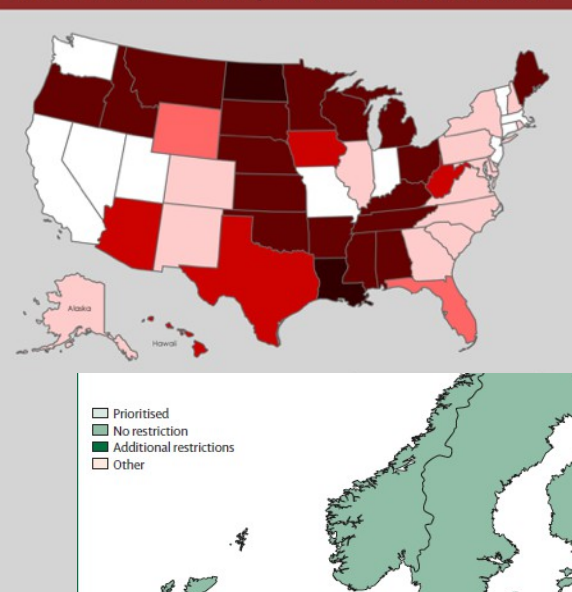 Alaska
Hawaii
Prioritised
No restriction
Additional restrictions
Other